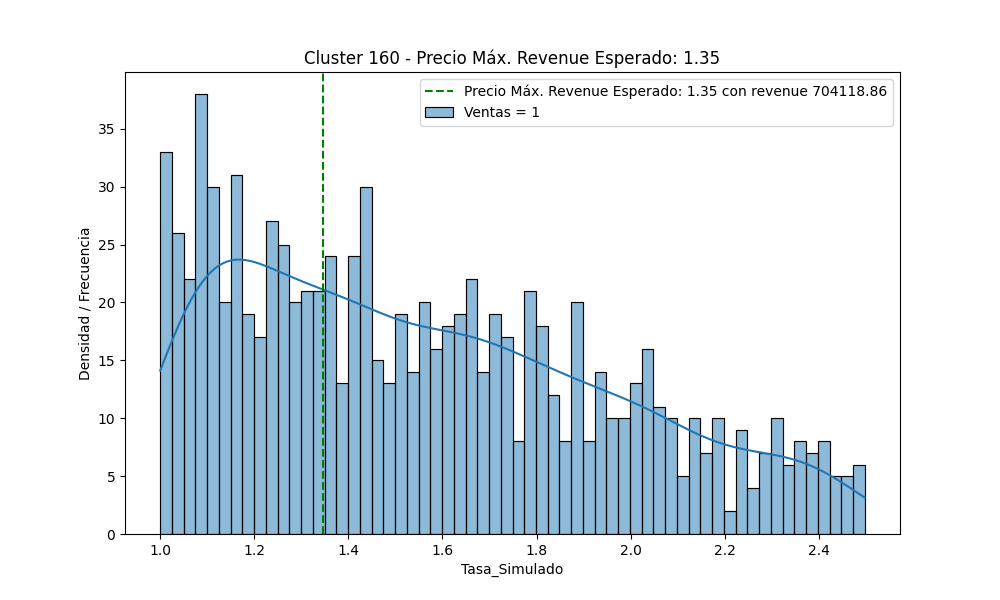 Cluster 160 - Precio Máx. Revenue Esperado: 1.35
Precio Máx. Revenue Esperado: 1.35 con revenue 704118.86
Ventas = 1
Densidad / Frecuencia
35
30
25
20
15
10
5
0
1.0 1.2 1.4 1.6 1.8 2.0 2.2 2.4
Tasa_Simulado